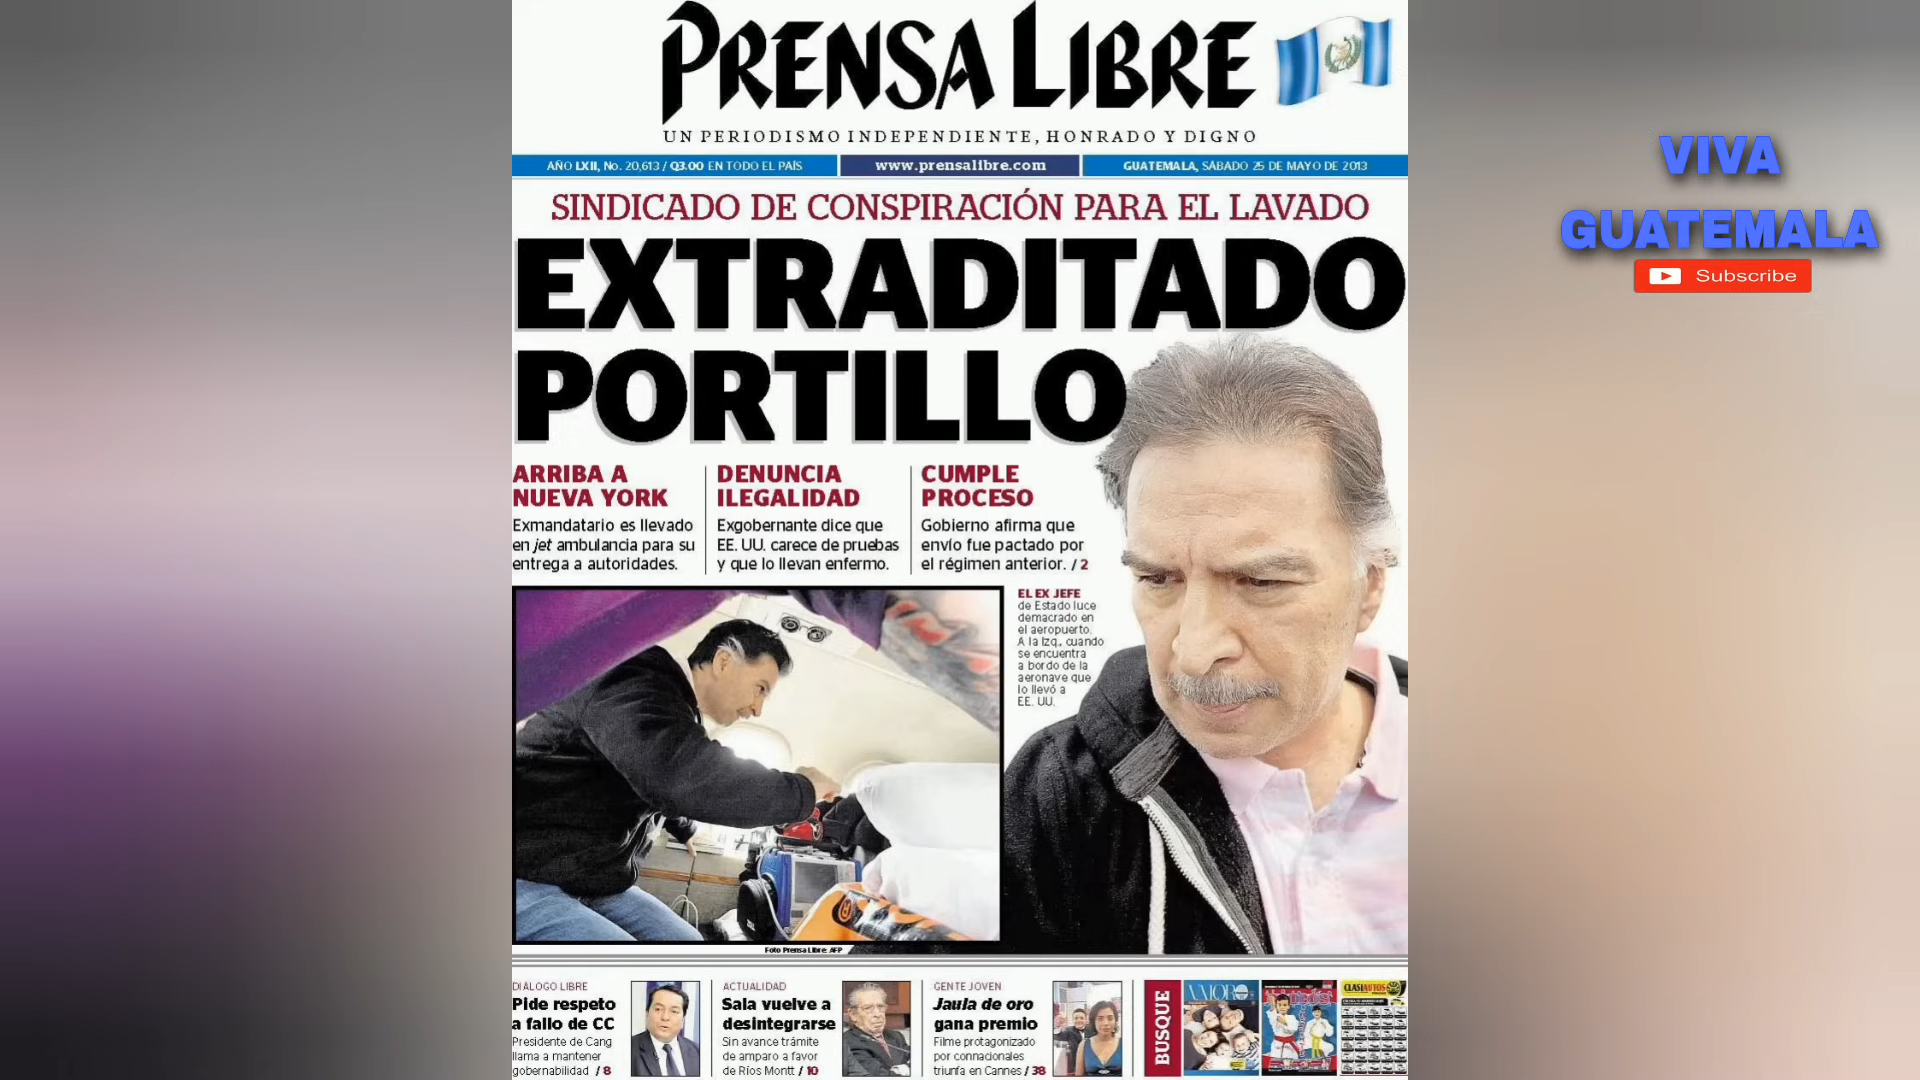 PRENSA LIBRE
UN PERIODISMO INDEPENDIENTE, HONRADO Y DIGNO
AÑO LXII, No. 20,613 / Q3.00 EN TODO EL PAÍS
www.prensalibre.com
GUATEMALA, SÁBADO 25 DE MAYO DE 2013
SINDICADO DE CONSPIRACIÓN PARA EL LAVADO
EXTRADITADO
PORTILLO
ARRIBA A
NUEVA YORK
Exmandatario es llevado
en jet ambulancia para su
entrega a autoridades.
DENUNCIA
ILEGALIDAD
Exgobernante dice que
EE. UU. carece de pruebas
y que lo llevan enfermo.
CUMPLE
PROCESO
Gobierno afirma que
envío fue pactado por
el régimen anterior. / 2
EL EX JEFE
de Estado luce
demacrado en
el aeropuerto.
A la Izq., cuando
se encuentra
a bordo de la
aeronave que
lo llevó a
EE. UU.
Foto Prensa Libre: AFP
DIÁLOGO LIBRE
Pide respeto
a fallo de CC
Presidente de Cang
llama a mantener
gobernabilidad / 8
ACTUALIDAD
Sala vuelve a
desintegrarse
Sin avance trámite
de amparo a favor
de Ríos Montt / 10
GENTE JOVEN
Jaula de oro
gana premio
Filme protagonizado
por connacionales
triunfa en Cannes / 38
BUSQUE
CLASIAUTOS
VIVA
GUATEMALA
Subscribe